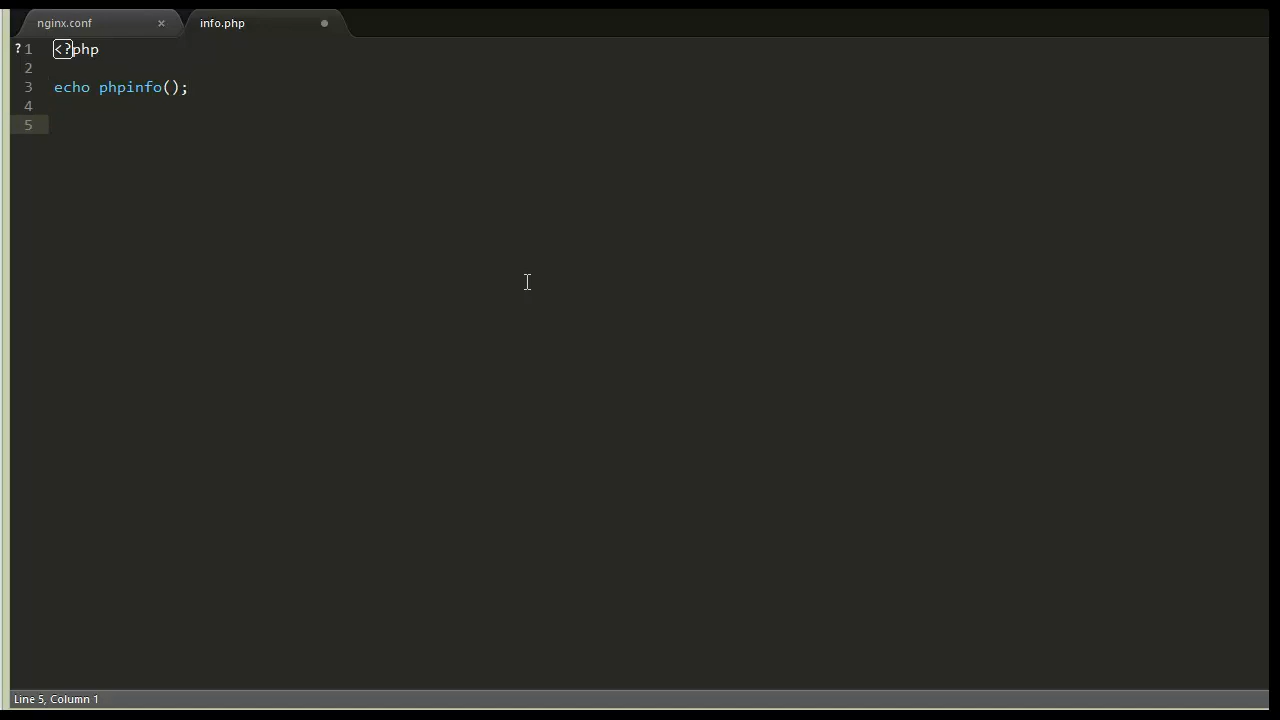 nginx.conf × info.php
? 1 <?php
2
3 echo phpinfo();
4
5
Line 5, Column 1